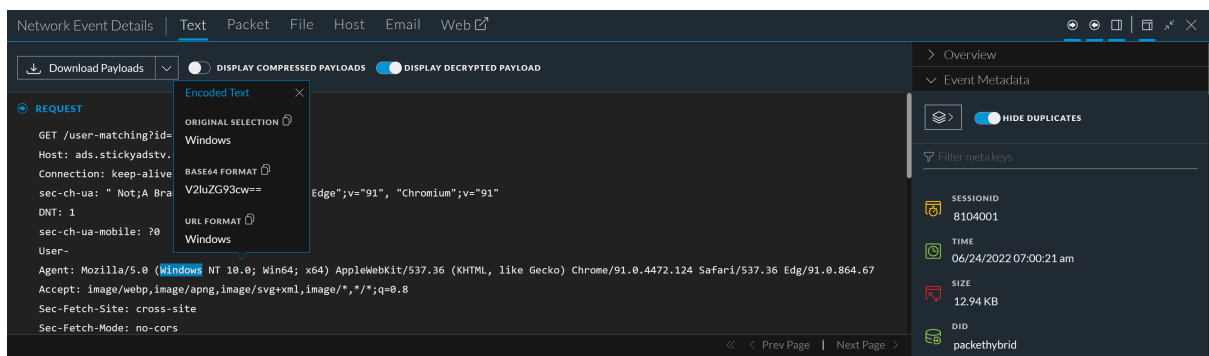 Network Event Details | Text Packet File Host Email Web
Download Payloads DISPLAY COMPRESSED PAYLOADS DISPLAY DECRYPTED PAYLOAD
Encoded Text
ORIGINAL SELECTION
Windows
BASE64 FORMAT
V2luZG93cw==
URL FORMAT
Windows
REQUEST
GET /user-matching?id=
Host: ads.stickyadstv.
Connection: keep-alive
sec-ch-ua: " Not;A Bra Edge";v="91", "Chromium";v="91"
DNT: 1
sec-ch-ua-mobile: ?0
User-
Agent: Mozilla/5.0 (Windows NT 10.0; Win64; x64) AppleWebKit/537.36 (KHTML, like Gecko) Chrome/91.0.4472.124 Safari/537.36 Edg/91.0.864.67
Accept: image/webp,image/apng,image/svg+xml,image/*,*/*;q=0.8
Sec-Fetch-Site: cross-site
Sec-Fetch-Mode: no-cors
Prev Page | Next Page
Overview
Event Metadata
HIDE DUPLICATES
Filter meta keys
SESSIONID
8104001
TIME
06/24/2022 07:00:21 am
SIZE
12.94 KB
DID
packethybrid